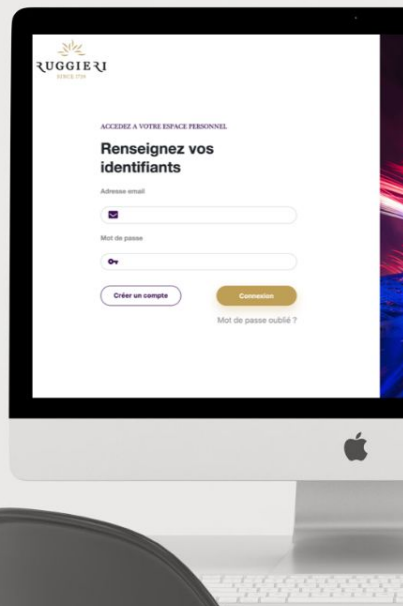 RUGGIERI
SINCE 1739
ACCEDEZ A VOTRE ESPACE PERSONNEL
Renseignez vos
identifiants
Adresse email
Mot de passe
Créer un compte
Connexion
Mot de passe oublié ?